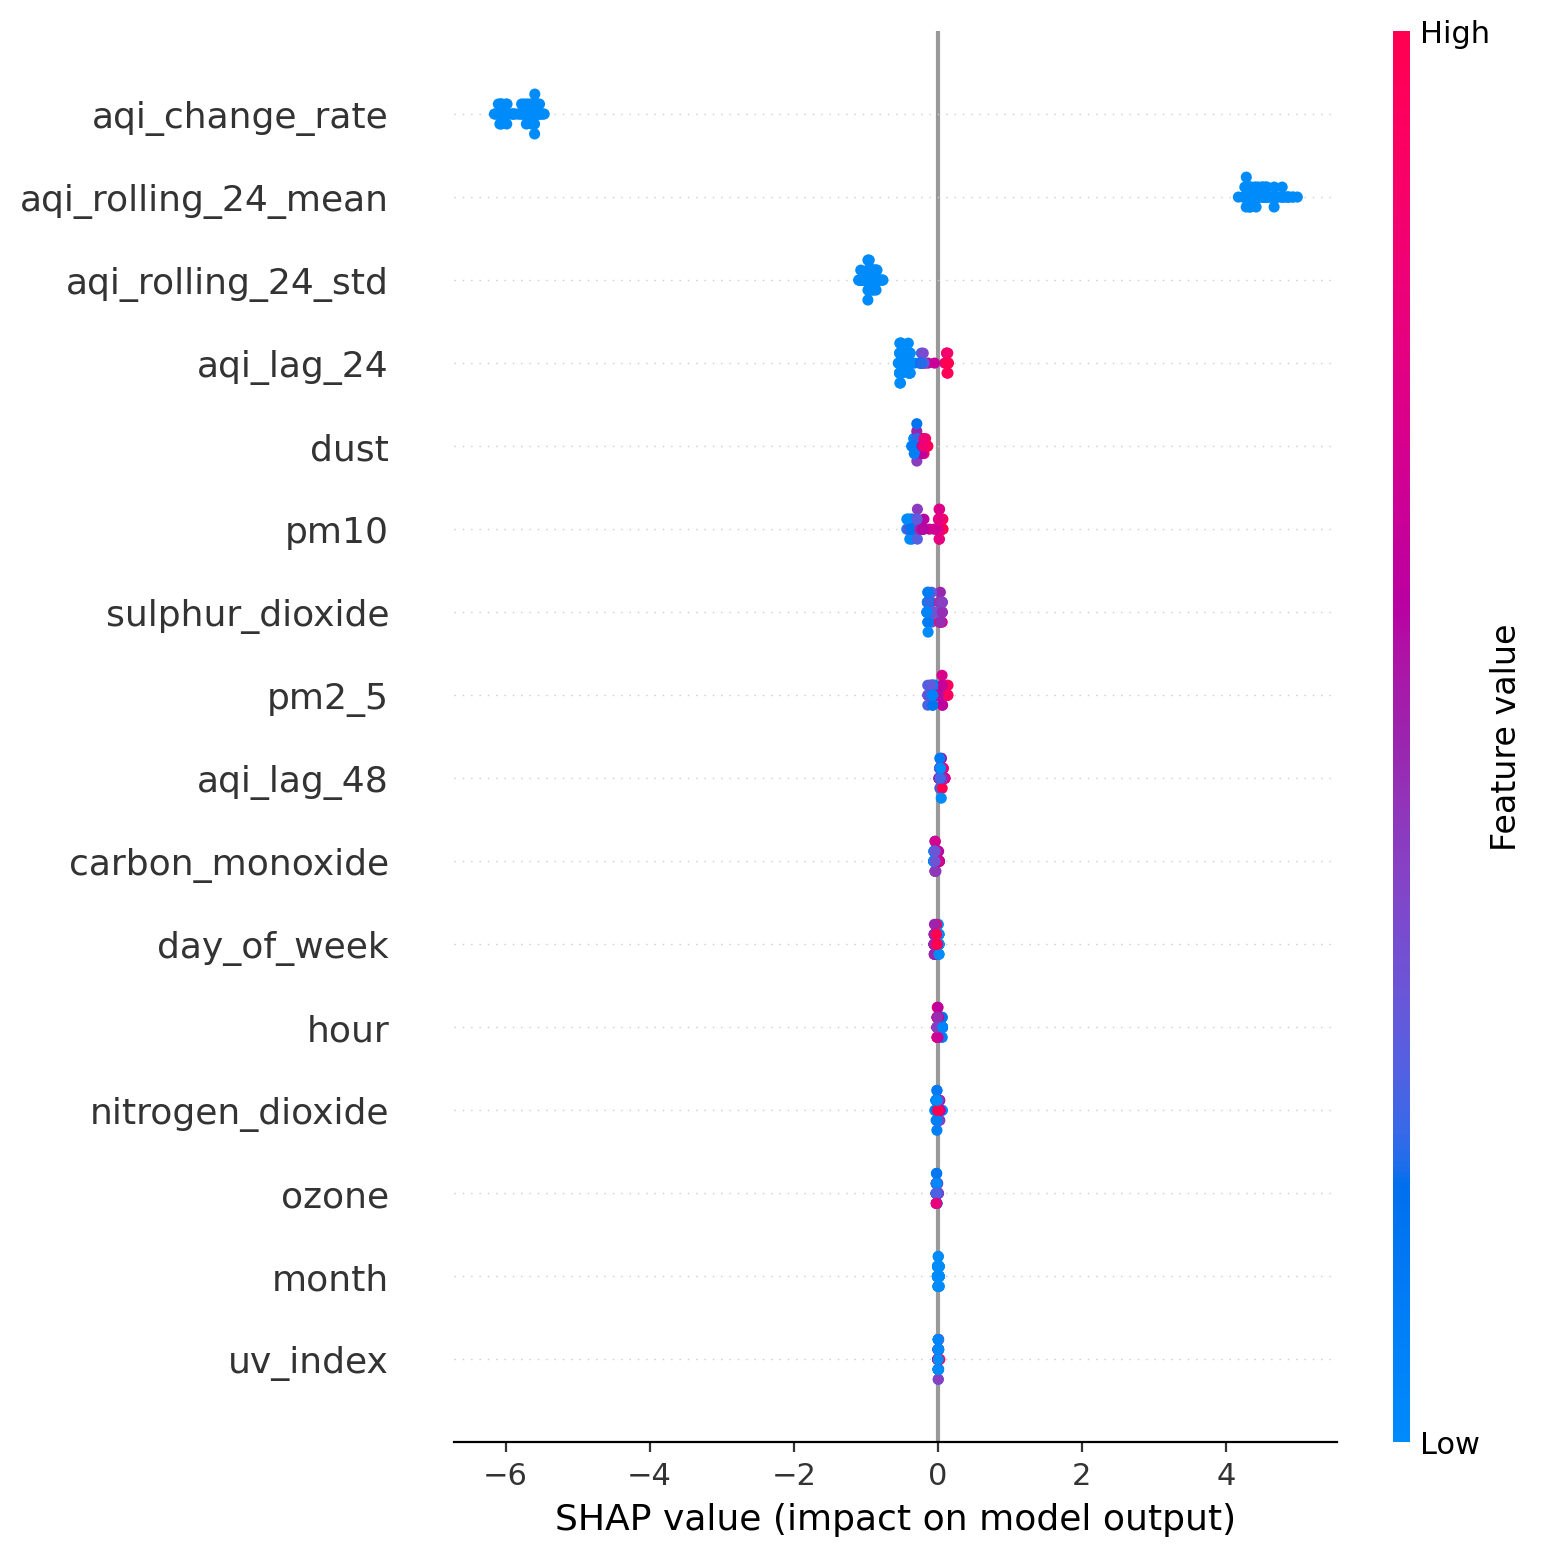 High
aqi_change_rate
aqi_rolling_24_mean
aqi_rolling_24_std
aqi_lag_24
dust
pm10
sulphur_dioxide
pm2_5
aqi_lag_48
carbon_monoxide
day_of_week
hour
nitrogen_dioxide
ozone
month
uv_index
Feature value
Low
−6 −4 −2 0 2 4
SHAP value (impact on model output)